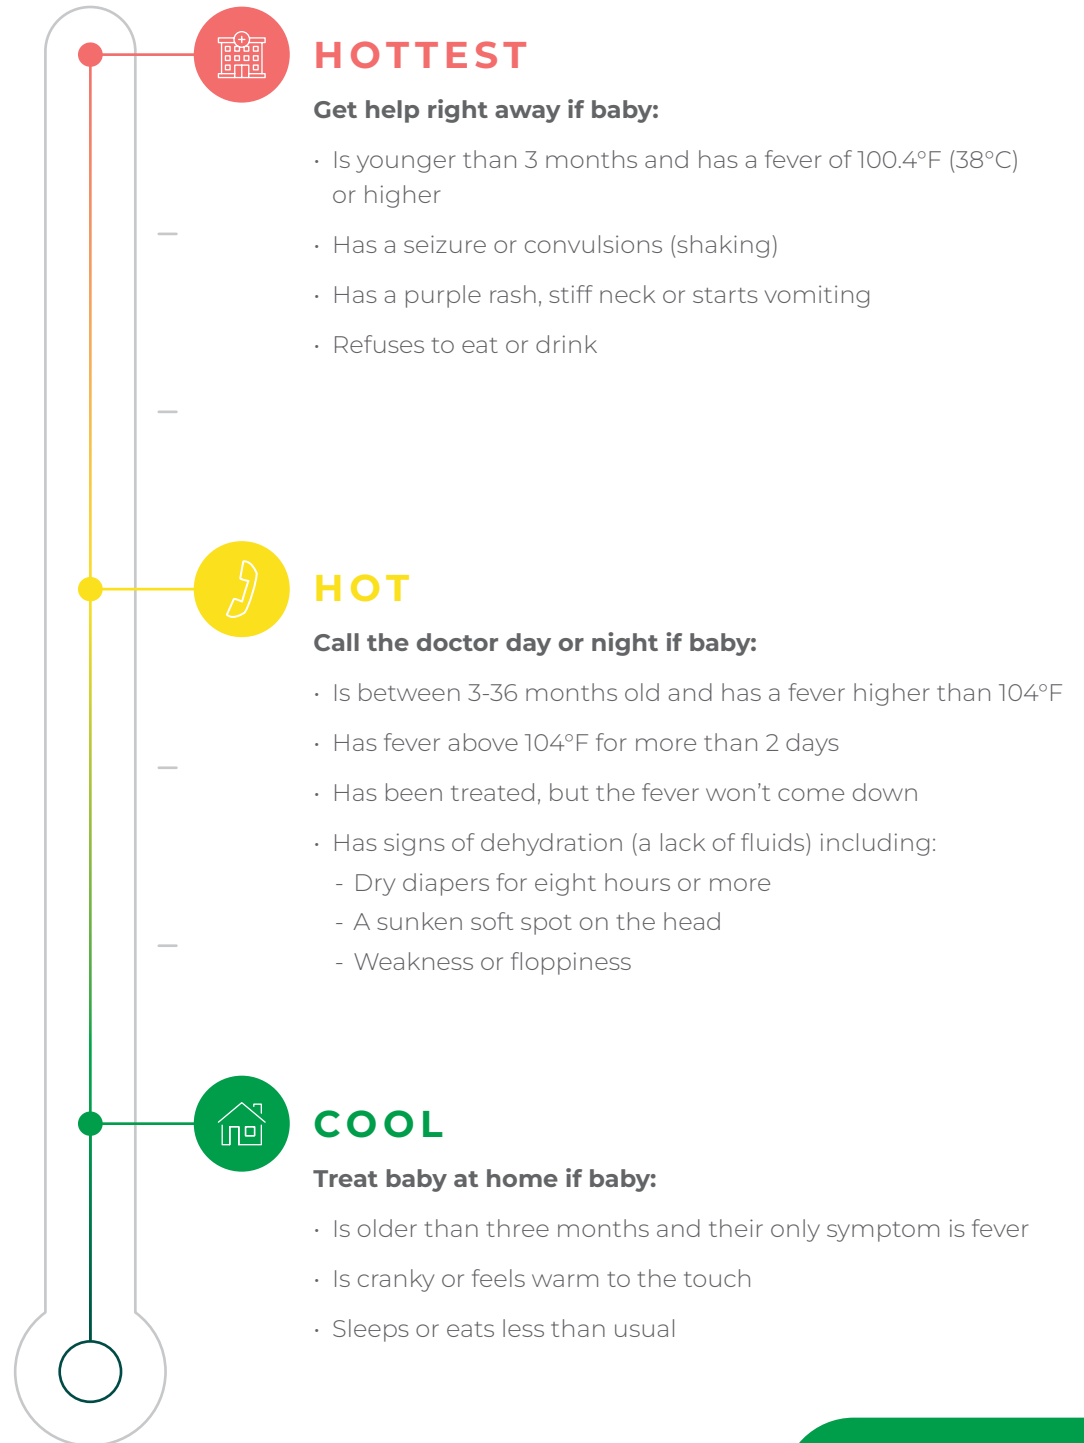 HOTTEST
Get help right away if baby:
· Is younger than 3 months and has a fever of 100.4°F (38°C)
or higher
· Has a seizure or convulsions (shaking)
· Has a purple rash, stiff neck or starts vomiting
· Refuses to eat or drink
HOT
Call the doctor day or night if baby:
· Is between 3-36 months old and has a fever higher than 104°F
· Has fever above 104°F for more than 2 days
· Has been treated, but the fever won’t come down
· Has signs of dehydration (a lack of fluids) including:
- Dry diapers for eight hours or more
- A sunken soft spot on the head
- Weakness or floppiness
COOL
Treat baby at home if baby:
· Is older than three months and their only symptom is fever
· Is cranky or feels warm to the touch
· Sleeps or eats less than usual